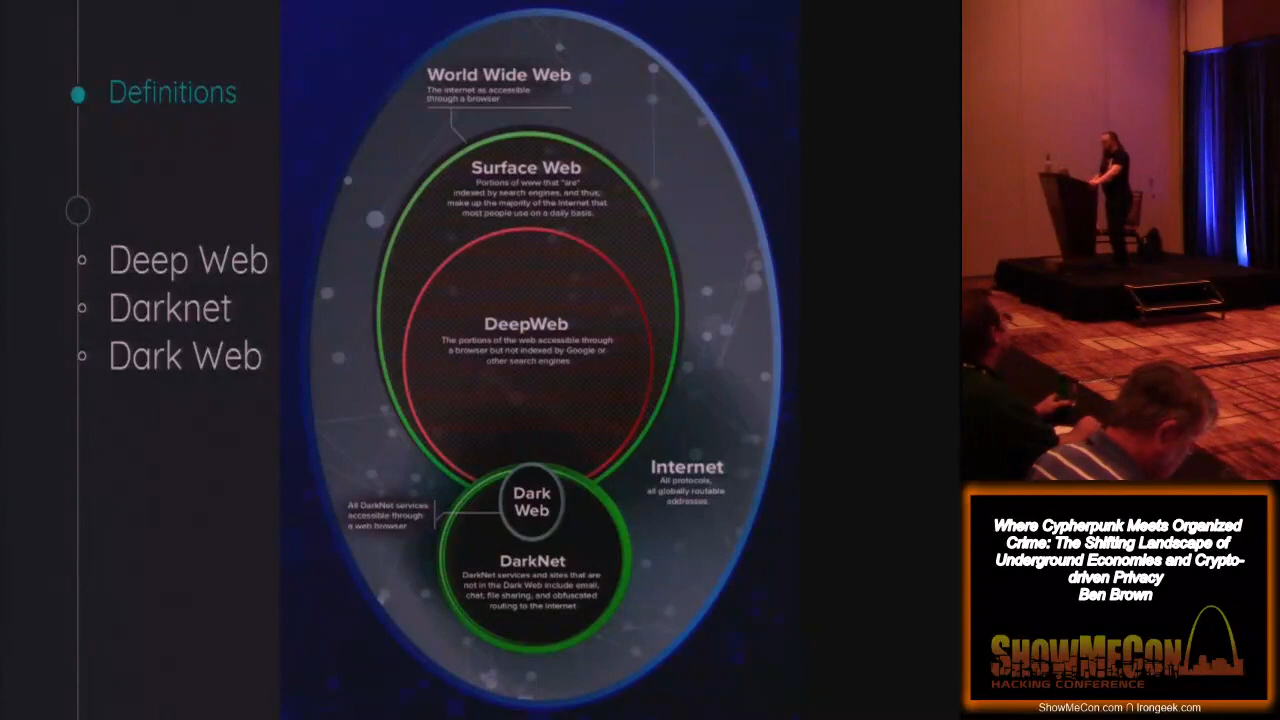 Definitions
Deep Web
Darknet
Dark Web
World Wide Web
The internet as accessible
through a browser
Surface Web
Portions of www that "are"
indexed by search engines, and thus,
make up the majority of the Internet that
most people use on a daily basis.
DeepWeb
The portions of the web accessible through
a browser but not indexed by Google or
other search engines
Internet
All protocols,
all globally routable
addresses.
Dark
Web
All DarkNet services
accessible through
a web browser
DarkNet
DarkNet services and sites that are
not in the Dark Web include email,
chat, file sharing, and obfuscated
routing to the internet
Where Cypherpunk Meets Organized
Crime: The Shifting Landscape of
Underground Economies and Crypto-
driven Privacy
Ben Brown
ShowMeCon
HACKING CONFERENCE
ShowMeCon.com ∩ Irongeek.com